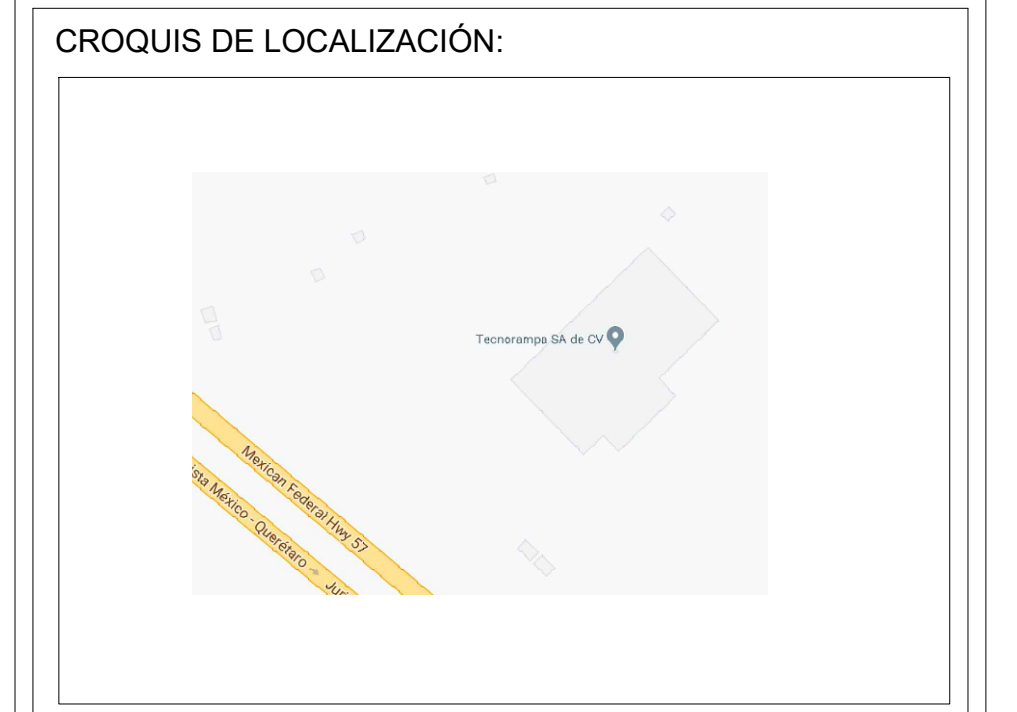 CROQUIS DE LOCALIZACIÓN:
Tecnorampa SA de CV
Mexican Federal Hwy 57
ista México - Querétaro